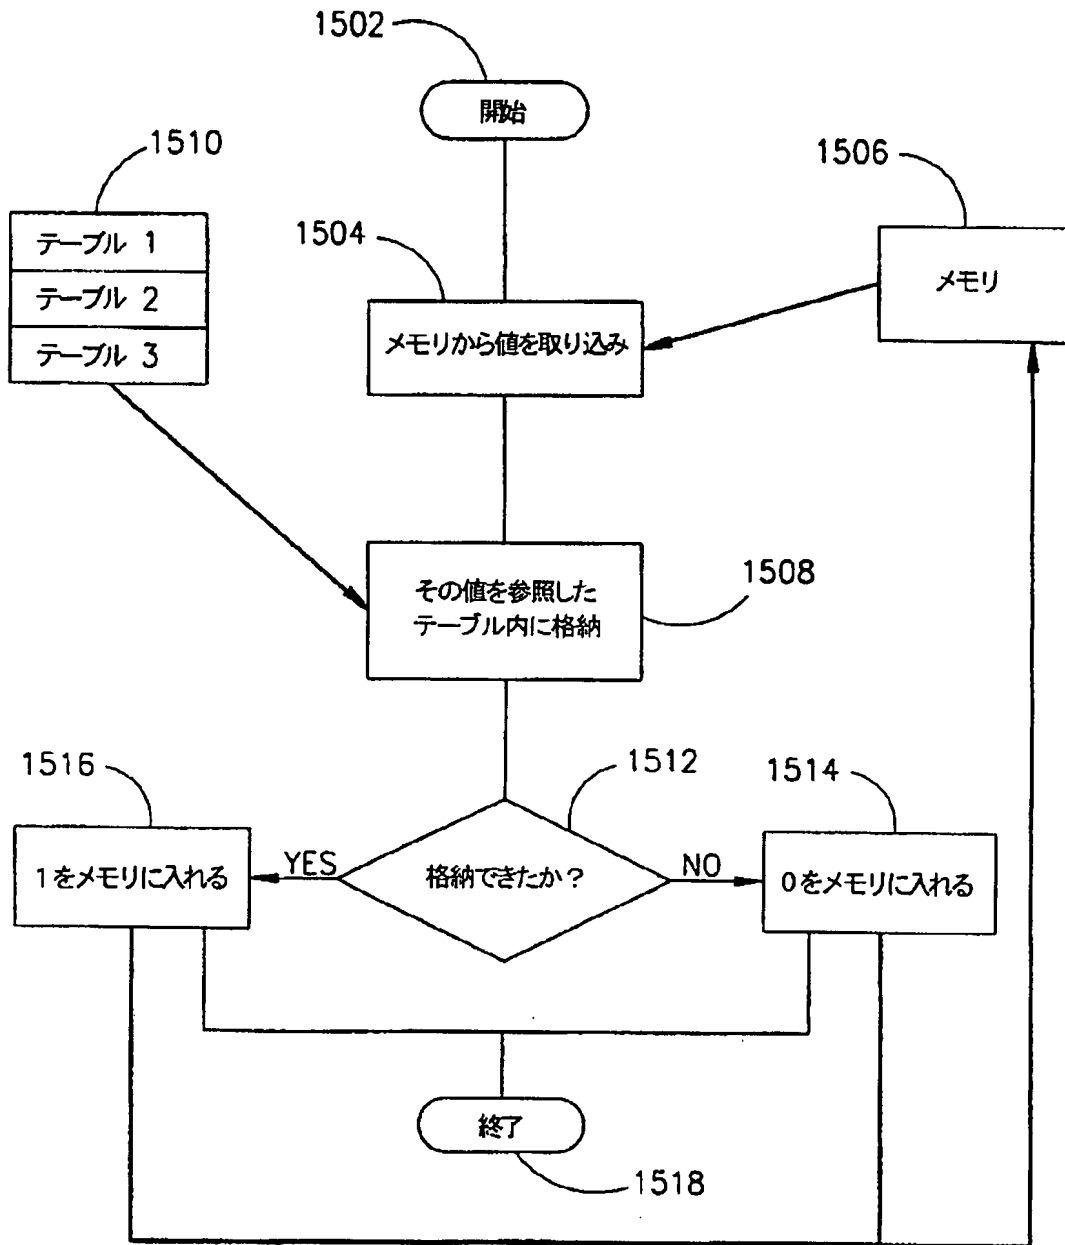 1502
開始
1510
1506
テーブル 1
テーブル 2
テーブル 3
1504
メモリから値を取り込み
メモリ
その値を参照した
テーブル内に格納
1508
1516
1512
1514
1をメモリに入れる
YES
格納できたか?
NO
0をメモリに入れる
終了
1518